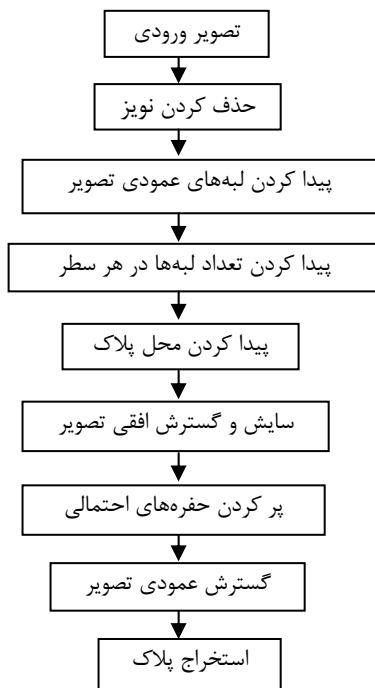 تصویر ورودی
حذف کردن نویز
پیدا کردن لبه‌های عمودی تصویر
پیدا کردن تعداد لبه‌ها در هر سطر
پیدا کردن محل پلاک
سایش و گسترش افقی تصویر
پر کردن حفره‌های احتمالی
گسترش عمودی تصویر
استخراج پلاک